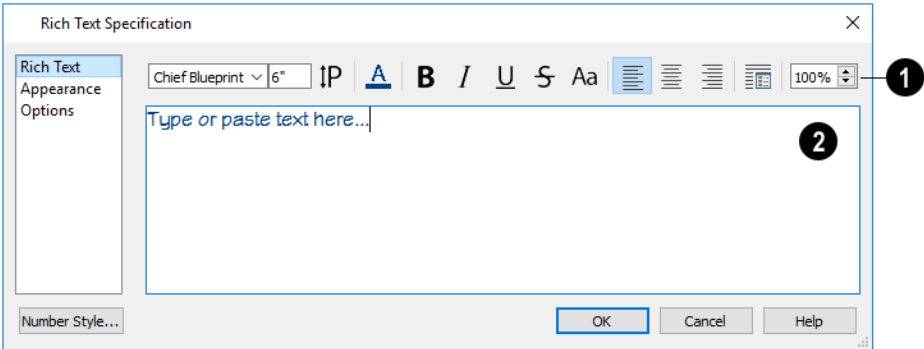 Rich Text Specification
Rich Text
Appearance
Options
Chief Blueprint 6" P A B I U S Aa 100% 1
Type or paste text here...
2
Number Style... OK Cancel Help